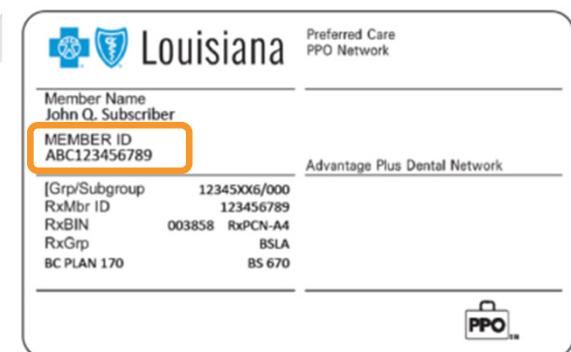 Louisiana
Preferred Care
PPO Network
Member Name
John Q. Subscriber
MEMBER ID
ABC123456789
Advantage Plus Dental Network
[Grp/Subgroup 12345XX6/000
RxMbr ID 123456789
RxBIN 003858 RxPCN-A4
RxGrp BSLA
BC PLAN 170 BS 670
PPO